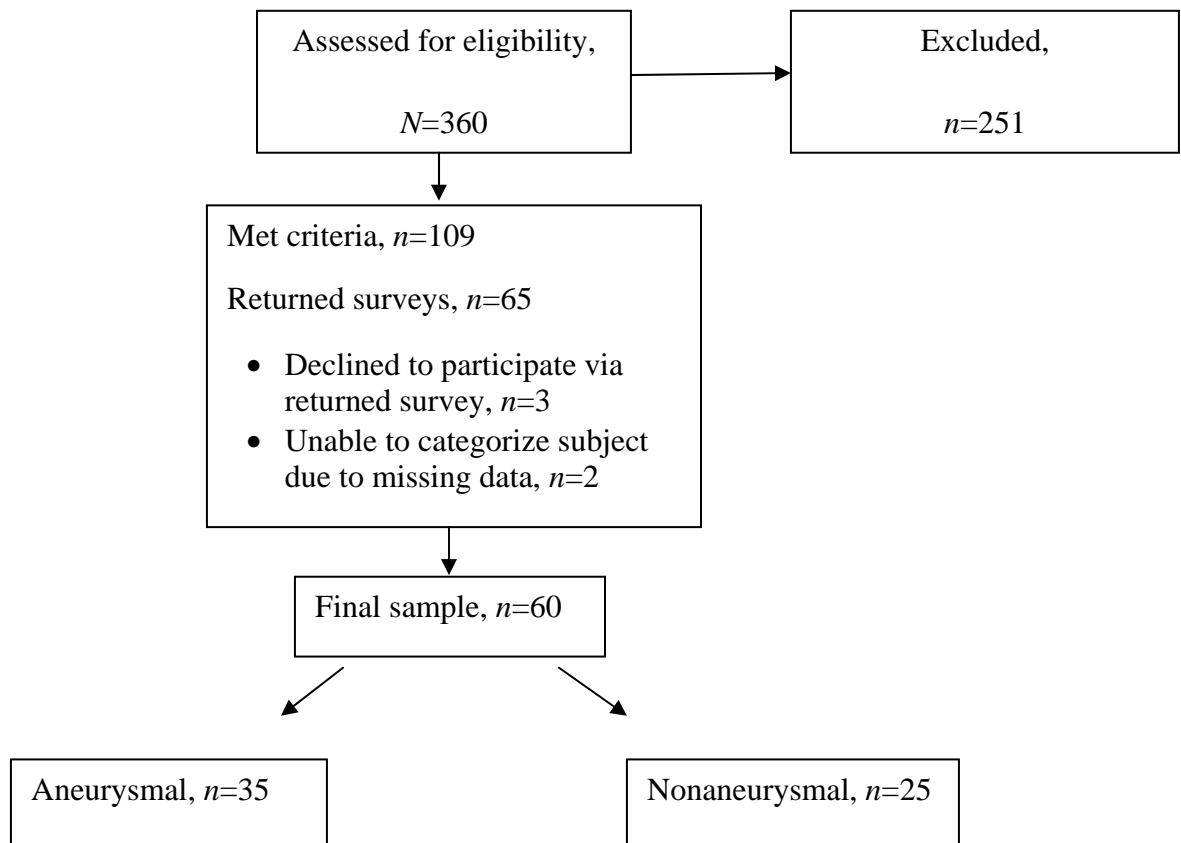 Assessed for eligibility,
N=360
Excluded,
n=251
Met criteria, n=109
Returned surveys, n=65
• Declined to participate via
returned survey, n=3
• Unable to categorize subject
due to missing data, n=2
Final sample, n=60
Aneurysmal, n=35
Nonaneurysmal, n=25